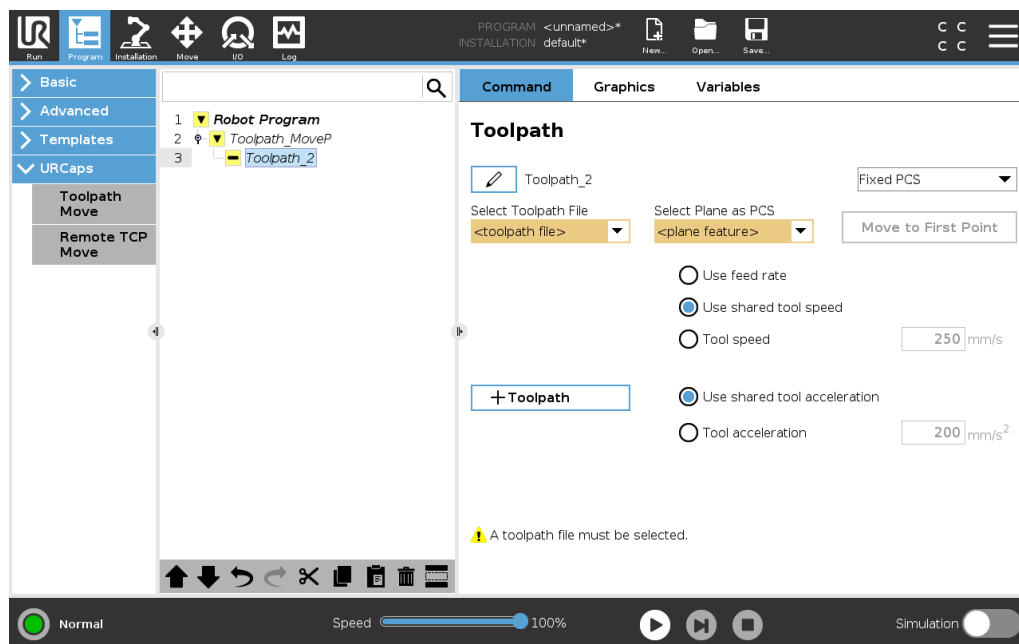 UR
PROGRAM <unnamed>*
INSTALLATION default*
Run Program Installation Move I/O Log New... Open... Save...
C C
C C
Basic
Advanced
Templates
URCaps
Toolpath
Move
Remote TCP
Move
1 Robot Program
2 Toolpath_MoveP
3 Toolpath_2
Command Graphics Variables
Toolpath
Toolpath_2 Fixed PCS
Select Toolpath File Select Plane as PCS
<toolpath file> <plane feature> Move to First Point
Use feed rate
Use shared tool speed
Tool speed 250 mm/s
+Toolpath Use shared tool acceleration
Tool acceleration 200 mm/s²
A toolpath file must be selected.
Normal Speed 100% Simulation